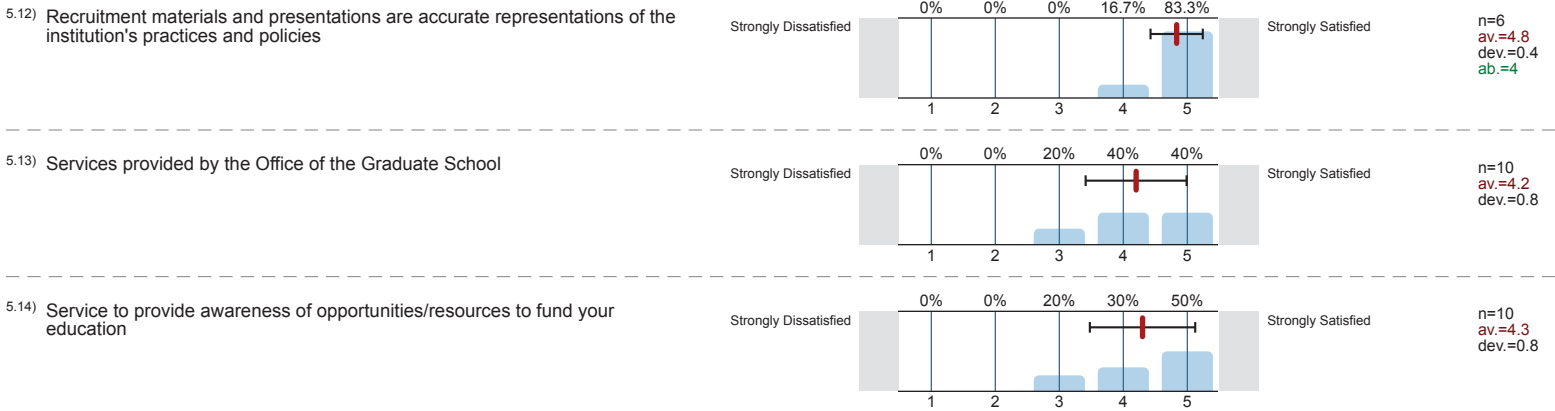 5.12) Recruitment materials and presentations are accurate representations of the
institution's practices and policies
Strongly Dissatisfied
0% 0% 0% 16.7% 83.3%
1 2 3 4 5
Strongly Satisfied
n=6
av.=4.8
dev.=0.4
ab.=4
5.13) Services provided by the Office of the Graduate School
Strongly Dissatisfied
0% 0% 20% 40% 40%
1 2 3 4 5
Strongly Satisfied
n=10
av.=4.2
dev.=0.8
5.14) Service to provide awareness of opportunities/resources to fund your
education
Strongly Dissatisfied
0% 0% 20% 30% 50%
1 2 3 4 5
Strongly Satisfied
n=10
av.=4.3
dev.=0.8